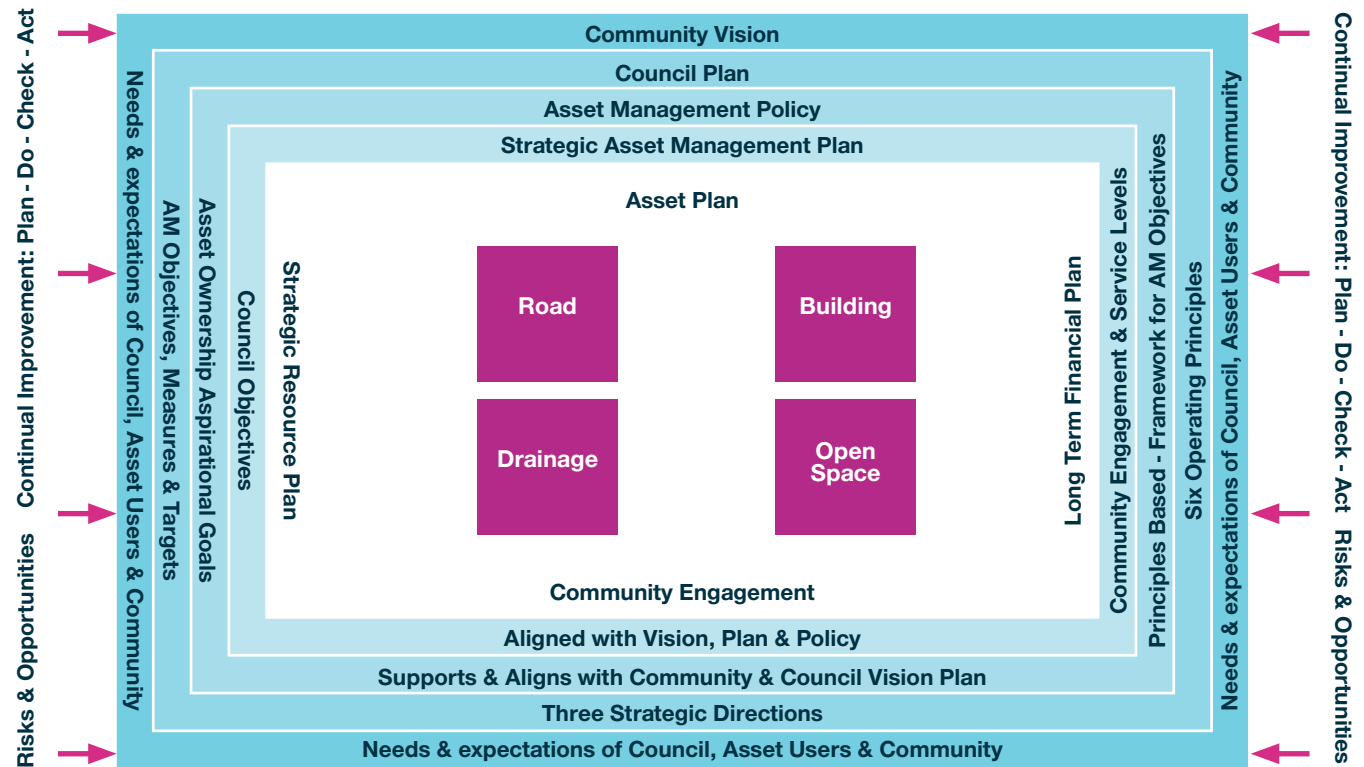 Continual Improvement: Plan - Do - Check - Act
Risks & Opportunities
Community Vision
Needs & expectations of Council, Asset Users & Community
Needs & expectations of Council, Asset Users & Community
Needs & expectations of Council, Asset Users & Community
Council Plan
AM Objectives, Measures & Targets
Six Operating Principles
Three Strategic Directions
Asset Management Policy
Asset Ownership Aspirational Goals
Principles Based - Framework for AM Objectives
Supports & Aligns with Community & Council Vision Plan
Strategic Asset Management Plan
Council Objectives
Community Engagement & Service Levels
Aligned with Vision, Plan & Policy
Asset Plan
Strategic Resource Plan
Long Term Financial Plan
Road
Building
Drainage
Open
Space
Community Engagement
Continual Improvement: Plan - Do - Check - Act
Risks & Opportunities